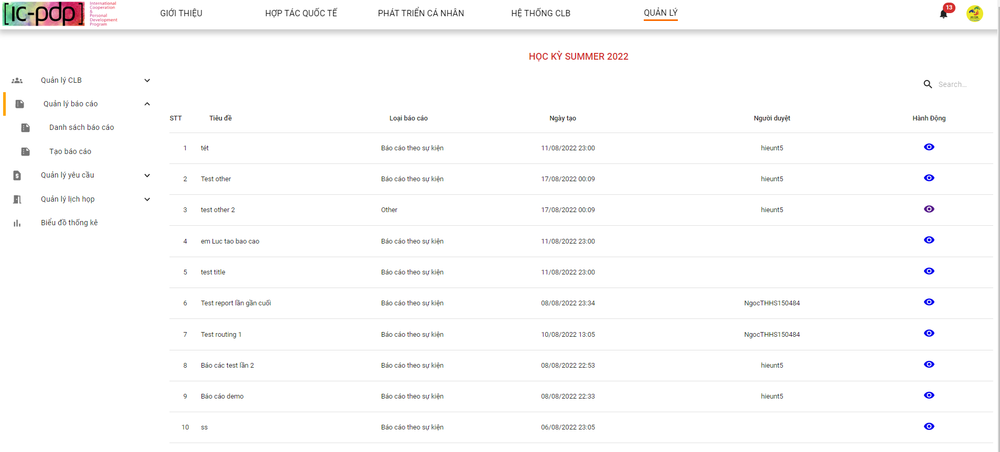 [ic-pdp]
International
Cooperation
&
Personal
Development
Program
GIỚI THIỆU HỢP TÁC QUỐC TẾ PHÁT TRIỂN CÁ NHÂN HỆ THỐNG CLB QUẢN LÝ 13
HỌC KỲ SUMMER 2022
Quản lý CLB
Quản lý báo cáo
Danh sách báo cáo
Tạo báo cáo
Quản lý yêu cầu
Quản lý lịch họp
Biểu đồ thống kê
Search...
STT Tiêu đề Loại báo cáo Ngày tạo Người duyệt Hành Động
1 tét Báo cáo theo sự kiện 11/08/2022 23:00 hieunt5
2 Test other Báo cáo theo sự kiện 17/08/2022 00:09 hieunt5
3 test other 2 Other 17/08/2022 00:09 hieunt5
4 em Luc tao bao cao Báo cáo theo sự kiện 11/08/2022 23:00
5 test title Báo cáo theo sự kiện 11/08/2022 23:00
6 Test report lần gần cuối Báo cáo theo sự kiện 08/08/2022 23:34 NgocTHHS150484
7 Test routing 1 Báo cáo theo sự kiện 10/08/2022 13:05 NgocTHHS150484
8 Báo các test lần 2 Báo cáo theo sự kiện 08/08/2022 22:53 hieunt5
9 Báo cáo demo Báo cáo theo sự kiện 08/08/2022 22:33 hieunt5
10 ss Báo cáo theo sự kiện 06/08/2022 23:05